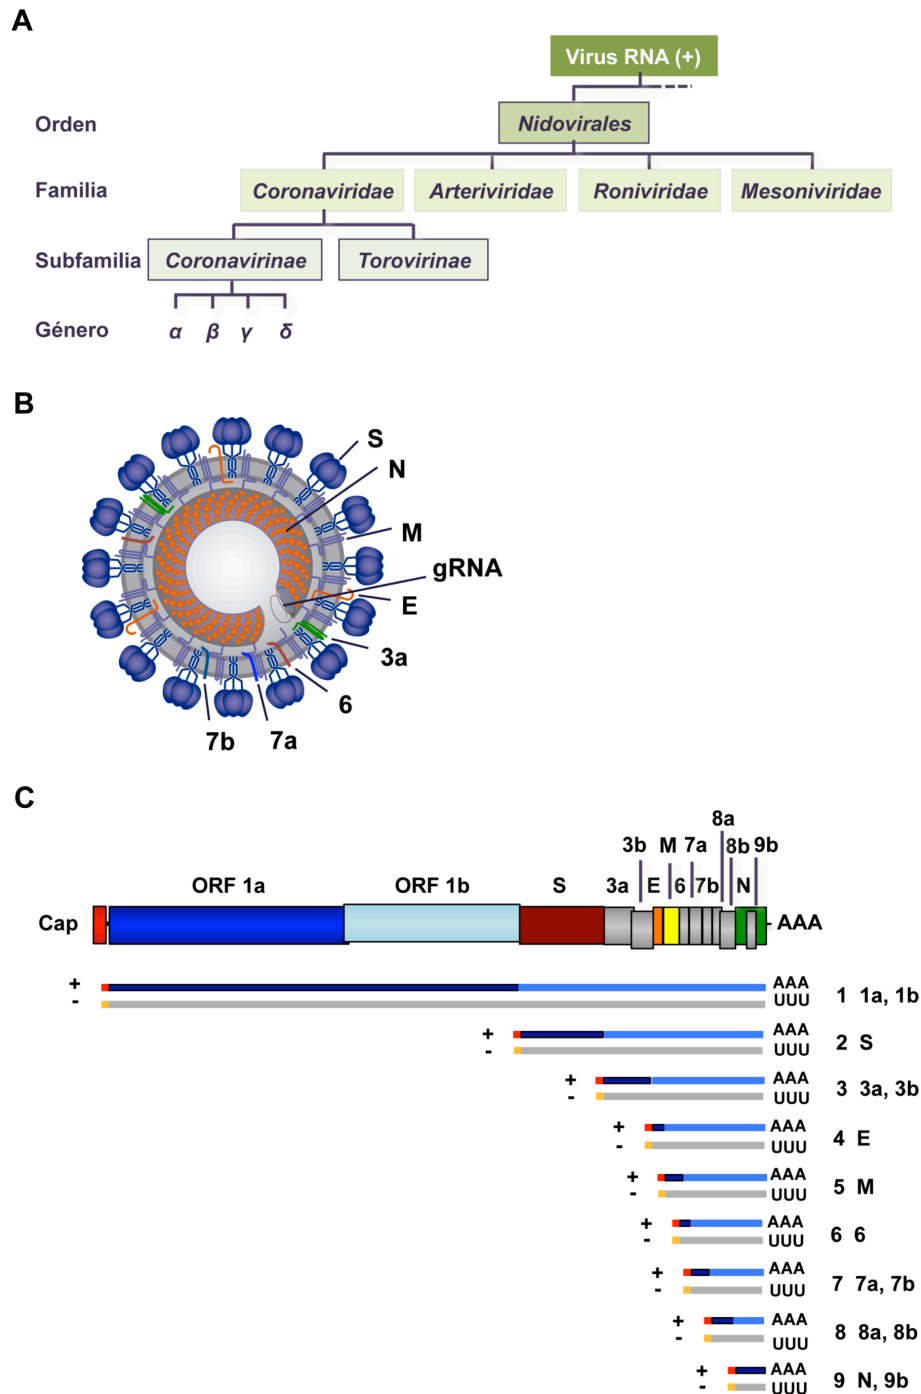 A
Virus RNA (+)
Orden
Nidovirales
Familia
Coronaviridae
Arteriviridae
Roniviridae
Mesoniviridae
Subfamilia
Coronavirinae
Torovirinae
Género
α β γ δ
B
S
N
M
gRNA
E
3a
6
7a
7b
C
8a
3b M 7a 8b 9b
ORF 1a ORF 1b S 3a E 6 7b N
Cap AAA
+ AAA
- UUU
1 1a, 1b
+ AAA
- UUU
2 S
+ AAA
- UUU
3 3a, 3b
+ AAA
- UUU
4 E
+ AAA
- UUU
5 M
+ AAA
- UUU
6 6
+ AAA
- UUU
7 7a, 7b
+ AAA
- UUU
8 8a, 8b
+ AAA
- UUU
9 N, 9b